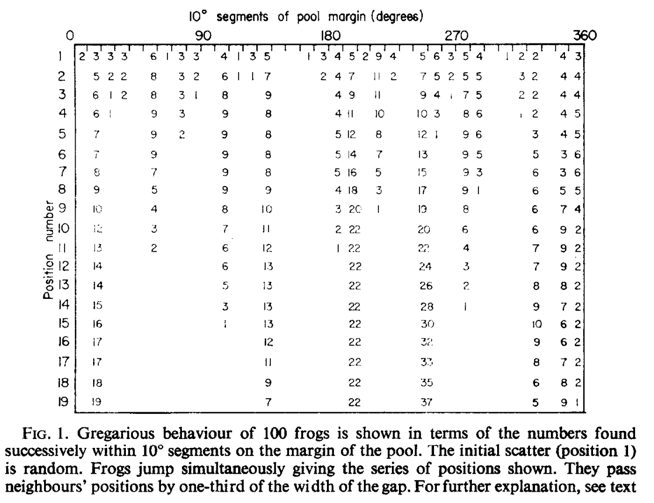 10° segments of pool margin (degrees)
0 90 180 270 360
Position number
1 2 3 3 3 6 1 3 3 4 1 3 5 1 3 4 5 2 9 4 5 6 3 5 4 1 2 2 4 3
2 5 2 2 8 3 2 6 1 1 7 2 4 7 11 2 7 5 2 5 5 3 2 4 4
3 6 1 2 8 3 1 8 9 4 9 11 9 4 1 7 5 2 2 4 4
4 6 1 9 3 9 8 4 11 10 10 3 8 6 1 2 4 5
5 7 9 2 9 8 5 12 8 12 1 9 6 3 4 5
6 7 9 9 8 5 14 7 13 9 5 5 3 6
7 8 7 9 8 5 16 5 15 9 3 6 3 6
8 9 5 9 9 4 18 3 17 9 1 6 5 5
9 10 4 8 10 3 20 1 19 8 6 7 4
10 12 3 7 11 2 22 20 6 6 9 2
11 13 2 6 12 1 22 22 4 7 9 2
12 14 6 13 22 24 3 7 9 2
13 14 5 13 22 26 2 8 8 2
14 15 3 13 22 28 1 9 7 2
15 16 1 13 22 30 10 6 2
16 17 12 22 32 9 6 2
17 17 11 22 33 8 7 2
18 18 9 22 35 6 8 2
19 19 7 22 37 5 9 1
FIG. 1. Gregarious behaviour of 100 frogs is shown in terms of the numbers found
successively within 10° segments on the margin of the pool. The initial scatter (position 1)
is random. Frogs jump simultaneously giving the series of positions shown. They pass
neighbours' positions by one-third of the width of the gap. For further explanation, see text